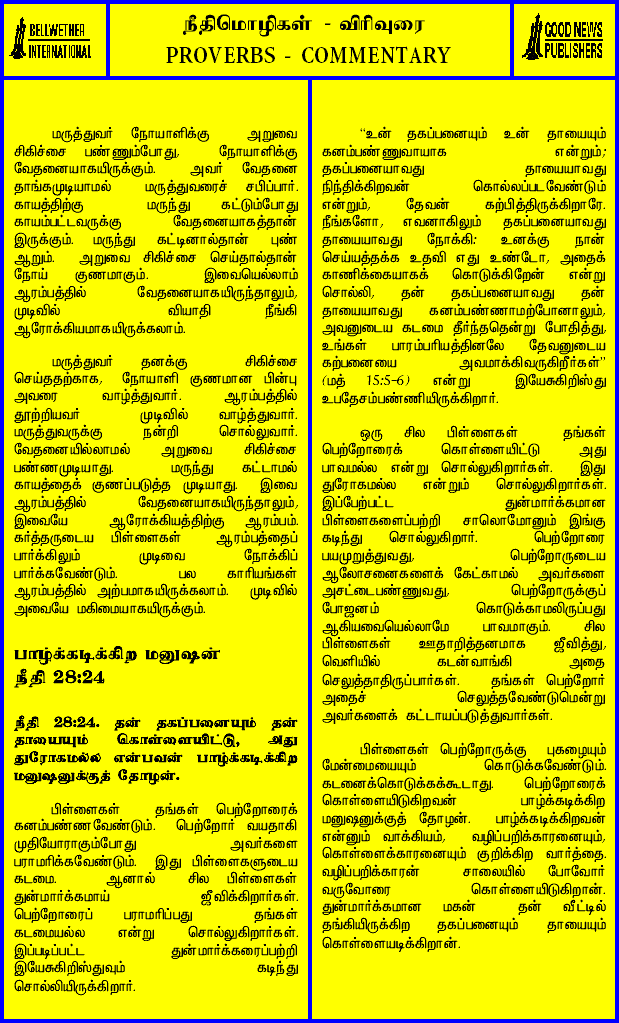 BELLWETHER
INTERNATIONAL
நீதிமொழிகள் - விரிவுரை
PROVERBS - COMMENTARY
GOOD NEWS
PUBLISHERS
மருத்துவர் நோயாளிக்கு அறுவை
சிகிச்சை பண்ணும்போது, நோயாளிக்கு
வேதனையாகயிருக்கும். அவர் வேதனை
தாங்கமுடியாமல் மருத்துவரைச் சபிப்பார்.
காயத்திற்கு மருந்து கட்டும்போது
காயம்பட்டவருக்கு வேதனையாகத்தான்
இருக்கும். மருந்து கட்டினால்தான் புண்
ஆறும். அறுவை சிகிச்சை செய்தால்தான்
நோய் குணமாகும். இவையெல்லாம்
ஆரம்பத்தில் வேதனையாகயிருந்தாலும்,
முடிவில் வியாதி நீங்கி
ஆரோக்கியமாகயிருக்கலாம்.
மருத்துவர் தனக்கு சிகிச்சை
செய்ததற்காக, நோயாளி குணமான பின்பு
அவரை வாழ்த்துவார். ஆரம்பத்தில்
தூற்றியவர் முடிவில் வாழ்த்துவார்.
மருத்துவருக்கு நன்றி சொல்லுவார்.
வேதனையில்லாமல் அறுவை சிகிச்சை
பண்ணமுடியாது. மருந்து கட்டாமல்
காயத்தைக் குணப்படுத்த முடியாது. இவை
ஆரம்பத்தில் வேதனையாகயிருந்தாலும்,
இவையே ஆரோக்கியத்திற்கு ஆரம்பம்.
கர்த்தருடைய பிள்ளைகள் ஆரம்பத்தைப்
பார்க்கிலும் முடிவை நோக்கிப்
பார்க்கவேண்டும். பல காரியங்கள்
ஆரம்பத்தில் அற்பமாகயிருக்கலாம். முடிவில்
அவையே மகிமையாகயிருக்கும்.
பாழ்க்கடிக்கிற மனுஷன்
நீதி 28:24
நீதி 28:24. தன் தகப்பனையும் தன்
தாயையும் கொள்ளையிட்டு, அது
துரோகமல்ல என்பவன் பாழ்க்கடிக்கிற
மனுஷனுக்குத் தோழன்.
பிள்ளைகள் தங்கள் பெற்றோரைக்
கனம்பண்ணவேண்டும். பெற்றோர் வயதாகி
முதியோராகும்போது அவர்களை
பராமரிக்கவேண்டும். இது பிள்ளைகளுடைய
கடமை. ஆனால் சில பிள்ளைகள்
துன்மார்க்கமாய் ஜீவிக்கிறார்கள்.
பெற்றோரைப் பராமரிப்பது தங்கள்
கடமையல்ல என்று சொல்லுகிறார்கள்.
இப்படிப்பட்ட துன்மார்க்கரைப்பற்றி
இயேசுகிறிஸ்துவும் கடிந்து
சொல்லியிருக்கிறார்.
“உன் தகப்பனையும் உன் தாயையும்
கனம்பண்ணுவாயாக என்றும்;
தகப்பனையாவது தாயையாவது
நிந்திக்கிறவன் கொல்லப்படவேண்டும்
என்றும், தேவன் கற்பித்திருக்கிறாரே.
நீங்களோ, எவனாகிலும் தகப்பனையாவது
தாயையாவது நோக்கி: உனக்கு நான்
செய்யத்தக்க உதவி எது உண்டோ, அதைக்
காணிக்கையாகக் கொடுக்கிறேன் என்று
சொல்லி, தன் தகப்பனையாவது தன்
தாயையாவது கனம்பண்ணாமற்போனாலும்,
அவனுடைய கடமை தீர்ந்ததென்று போதித்து,
உங்கள் பாரம்பரியத்தினாலே தேவனுடைய
கற்பனையை அவமாக்கிவருகிறீர்கள்”
(மத் 15:5-6) என்று இயேசுகிறிஸ்து
உபதேசம்பண்ணியிருக்கிறார்.
ஒரு சில பிள்ளைகள் தங்கள்
பெற்றோரைக் கொள்ளையிட்டு அது
பாவமல்ல என்று சொல்லுகிறார்கள். இது
துரோகமல்ல என்றும் சொல்லுகிறார்கள்.
இப்பேற்பட்ட துன்மார்க்கமான
பிள்ளைகளைப்பற்றி சாலொமோனும் இங்கு
கடிந்து சொல்லுகிறார். பெற்றோரை
பயமுறுத்துவது, பெற்றோருடைய
ஆலோசனைகளைக் கேட்காமல் அவர்களை
அசட்டைபண்ணுவது, பெற்றோருக்குப்
போஜனம் கொடுக்காமலிருப்பது
ஆகியவையெல்லாமே பாவமாகும். சில
பிள்ளைகள் ஊதாறித்தனமாக ஜீவித்து,
வெளியில் கடன்வாங்கி அதை
செலுத்தாதிருப்பார்கள். தங்கள் பெற்றோர்
அதைச் செலுத்தவேண்டுமென்று
அவர்களைக் கட்டாயப்படுத்துவார்கள்.
பிள்ளைகள் பெற்றோருக்கு புகழையும்
மேன்மையையும் கொடுக்கவேண்டும்.
கடனைக்கொடுக்கக்கூடாது. பெற்றோரைக்
கொள்ளையிடுகிறவன் பாழ்க்கடிக்கிற
மனுஷனுக்குத் தோழன். பாழ்க்கடிக்கிறவன்
என்னும் வாக்கியம், வழிப்பறிக்காரனையும்,
கொள்ளைக்காரனையும் குறிக்கிற வார்த்தை.
வழிப்பறிக்காரன் சாலையில் போவோர்
வருவோரை கொள்ளையிடுகிறான்.
துன்மார்க்கமான மகன் தன் வீட்டில்
தங்கியிருக்கிற தகப்பனையும் தாயையும்
கொள்ளையடிக்கிறான்.